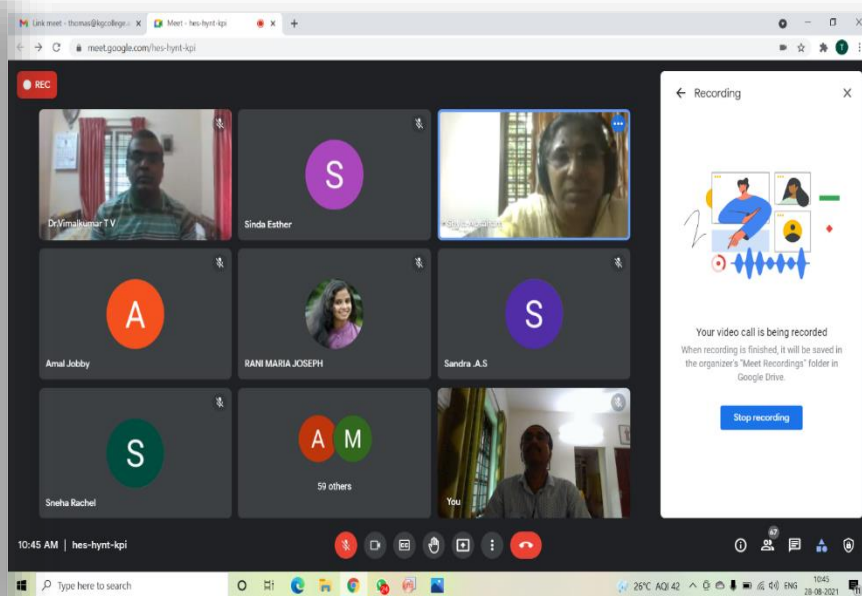 Link meet - thomas@kgcollege.
Meet - hes-hynt-kpi
meet.google.com/hes-hynt-kpi
T
REC
Recording
Dr.Vimalkumar T V
S
Sinda Esther
A
Amal Jobby
RANI MARIA JOSEPH
S
Sandra .A.S
S
Sneha Rachel
A M
59 others
You
Your video call is being recorded
When recording is finished, it will be saved in
the organizer's "Meet Recordings" folder in
Google Drive.
Stop recording
10:45 AM | hes-hynt-kpi
67
Type here to search
26°C AQI 42
ENG
10:45
28-08-2021